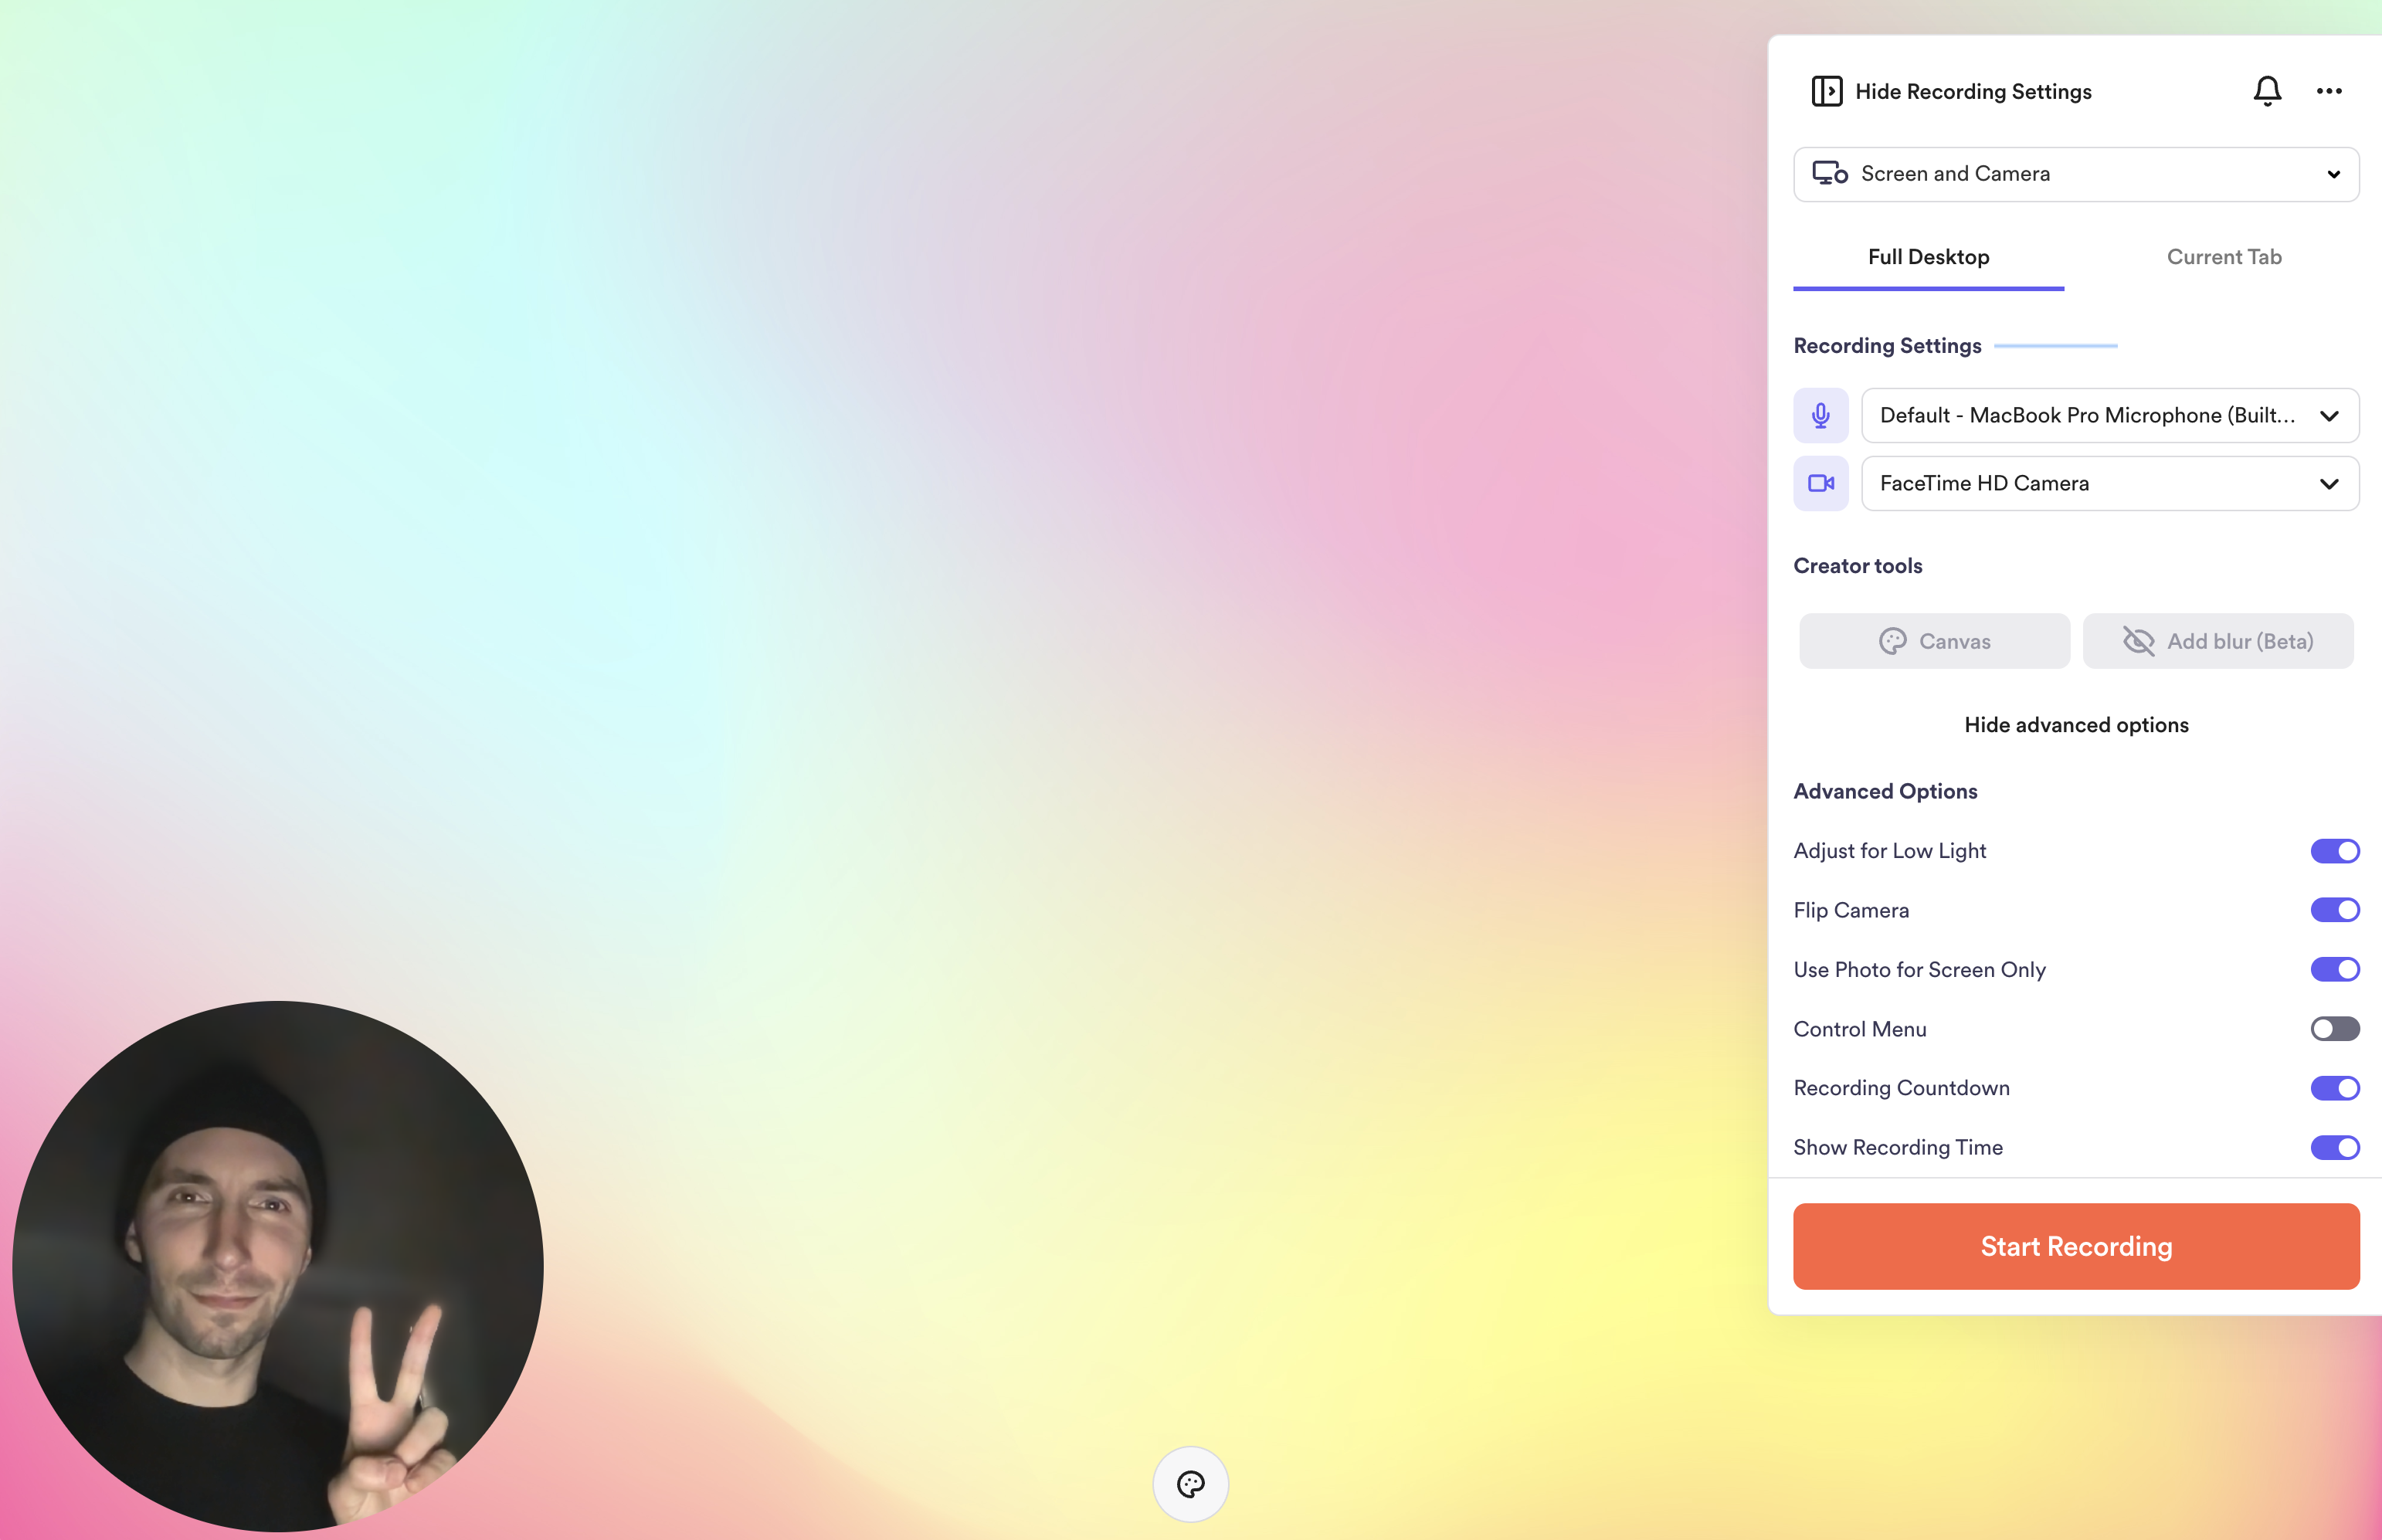 Hide Recording Settings
Screen and Camera
Full Desktop
Current Tab
Recording Settings
Default - MacBook Pro Microphone (Built...
FaceTime HD Camera
Creator tools
Canvas
Add blur (Beta)
Hide advanced options
Advanced Options
Adjust for Low Light
Flip Camera
Use Photo for Screen Only
Control Menu
Recording Countdown
Show Recording Time
Start Recording